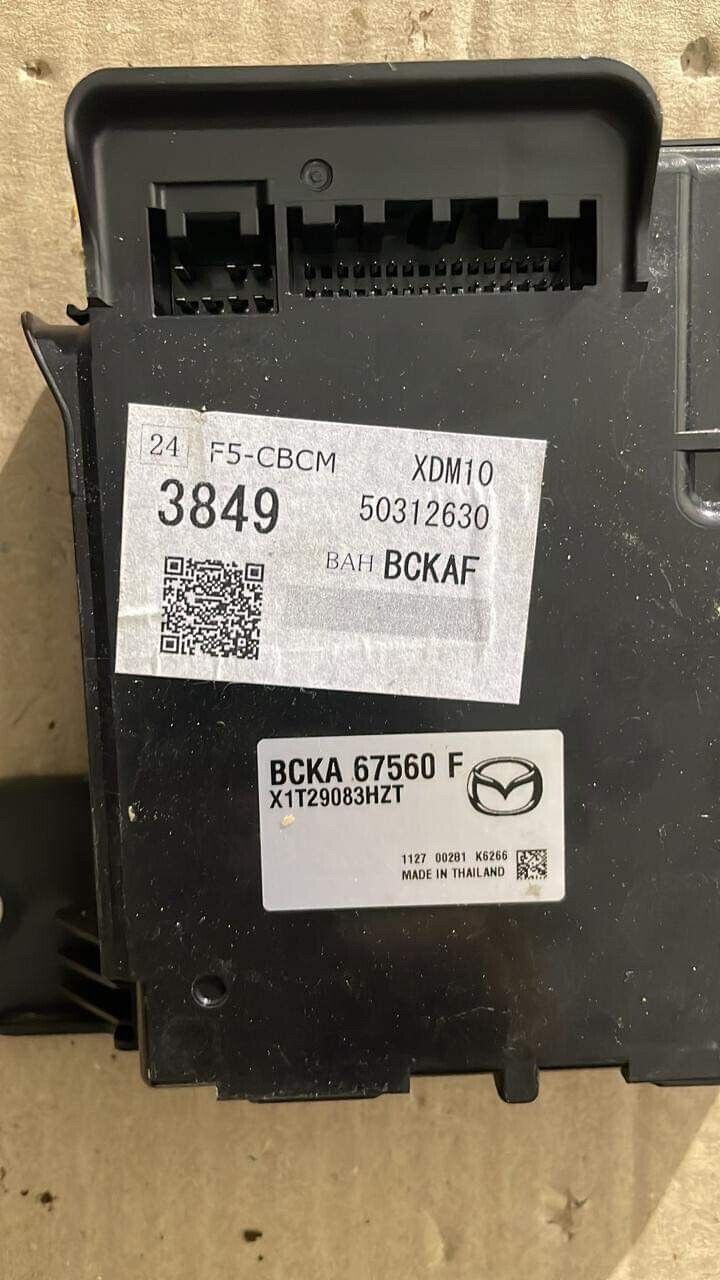 24 F5-CBCM XDM10
3849 50312630
BAH BCKAF
BCKA 67560 F
X1T29083HZT
1127 00281 K6266
MADE IN THAILAND